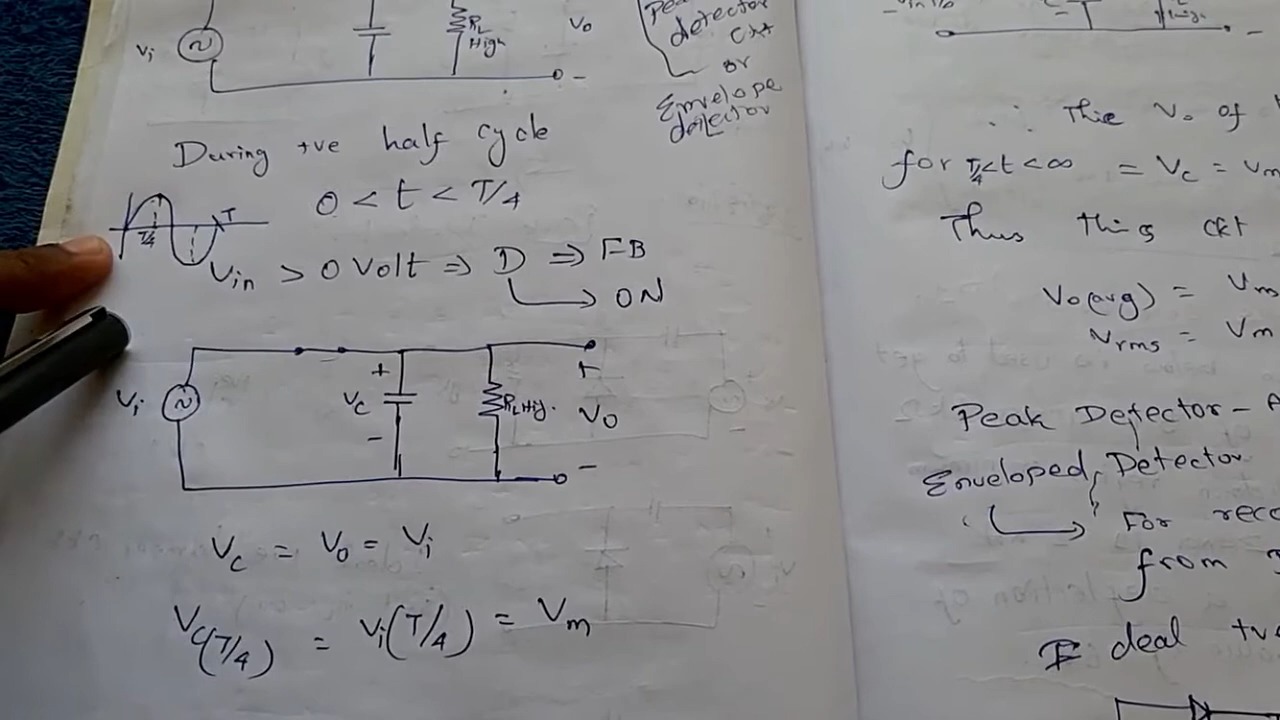 Vi
RL
High
Vo
-
detector
ckt
or
Envelope
detector
During +ve half cycle
0 < t < T/4
T
T/4
Vin > 0 Volt ⇒ D ⇒ FB
→ ON
Vi
+
Vc
-
RL Hig.
+
Vo
-
Vc = Vo = Vi
Vc(T/4) = Vi(T/4) = Vm
-
∴ The Vo of
for T/4<t<∞ = Vc = Vm
Thus this ckt
Vo(avg) = Vm
Vrms = Vm
Peak Detector -
Enveloped Detector
→ For
from
Ideal